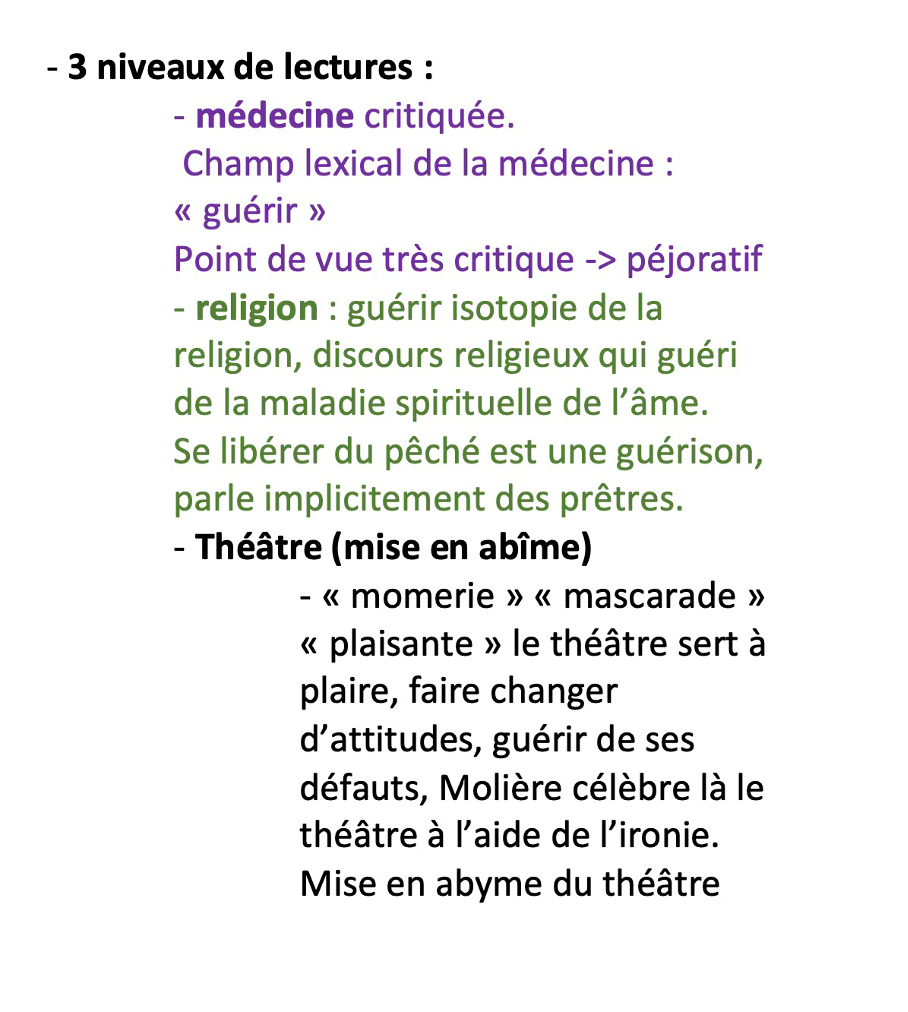 - 3 niveaux de lectures :
- médecine critiquée.
Champ lexical de la médecine :
« guérir »
Point de vue très critique -> péjoratif
- religion : guérir isotopie de la
religion, discours religieux qui guéri
de la maladie spirituelle de l’âme.
Se libérer du pêché est une guérison,
parle implicitement des prêtres.
- Théâtre (mise en abîme)
- « momerie » « mascarade »
« plaisante » le théâtre sert à
plaire, faire changer
d’attitudes, guérir de ses
défauts, Molière célèbre là le
théâtre à l’aide de l’ironie.
Mise en abyme du théâtre